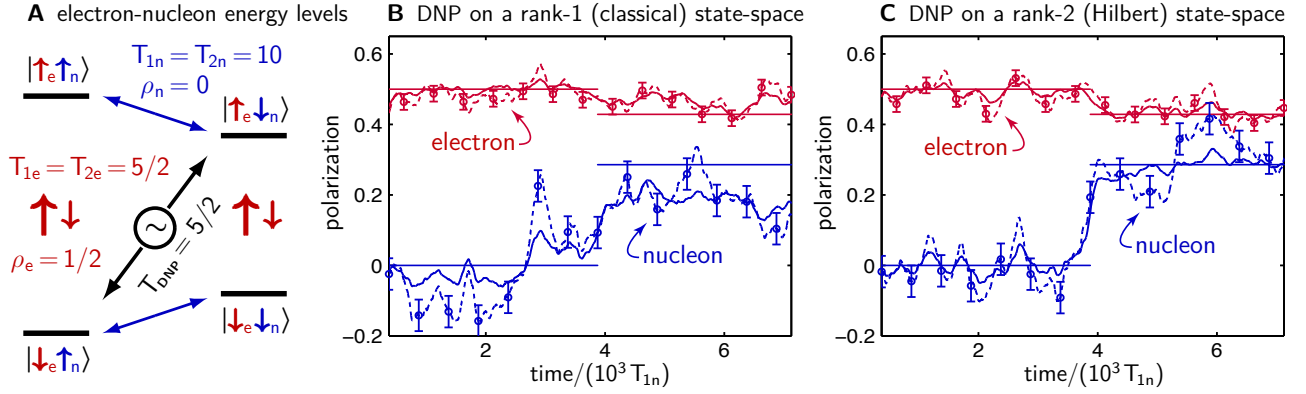 A electron-nucleon energy levels
|↑e↑n⟩
T1n = T2n = 10
ρn = 0
|↑e↓n⟩
T1e = T2e = 5/2
ρe = 1/2
TDNP = 5/2
∼
|↓e↓n⟩
|↓e↑n⟩
B DNP on a rank-1 (classical) state-space
polarization
0.6
0.4
0.2
0
−0.2
electron
nucleon
2 4 6
time/(10³ T1n)
C DNP on a rank-2 (Hilbert) state-space
polarization
0.6
0.4
0.2
0
−0.2
electron
nucleon
2 4 6
time/(10³ T1n)